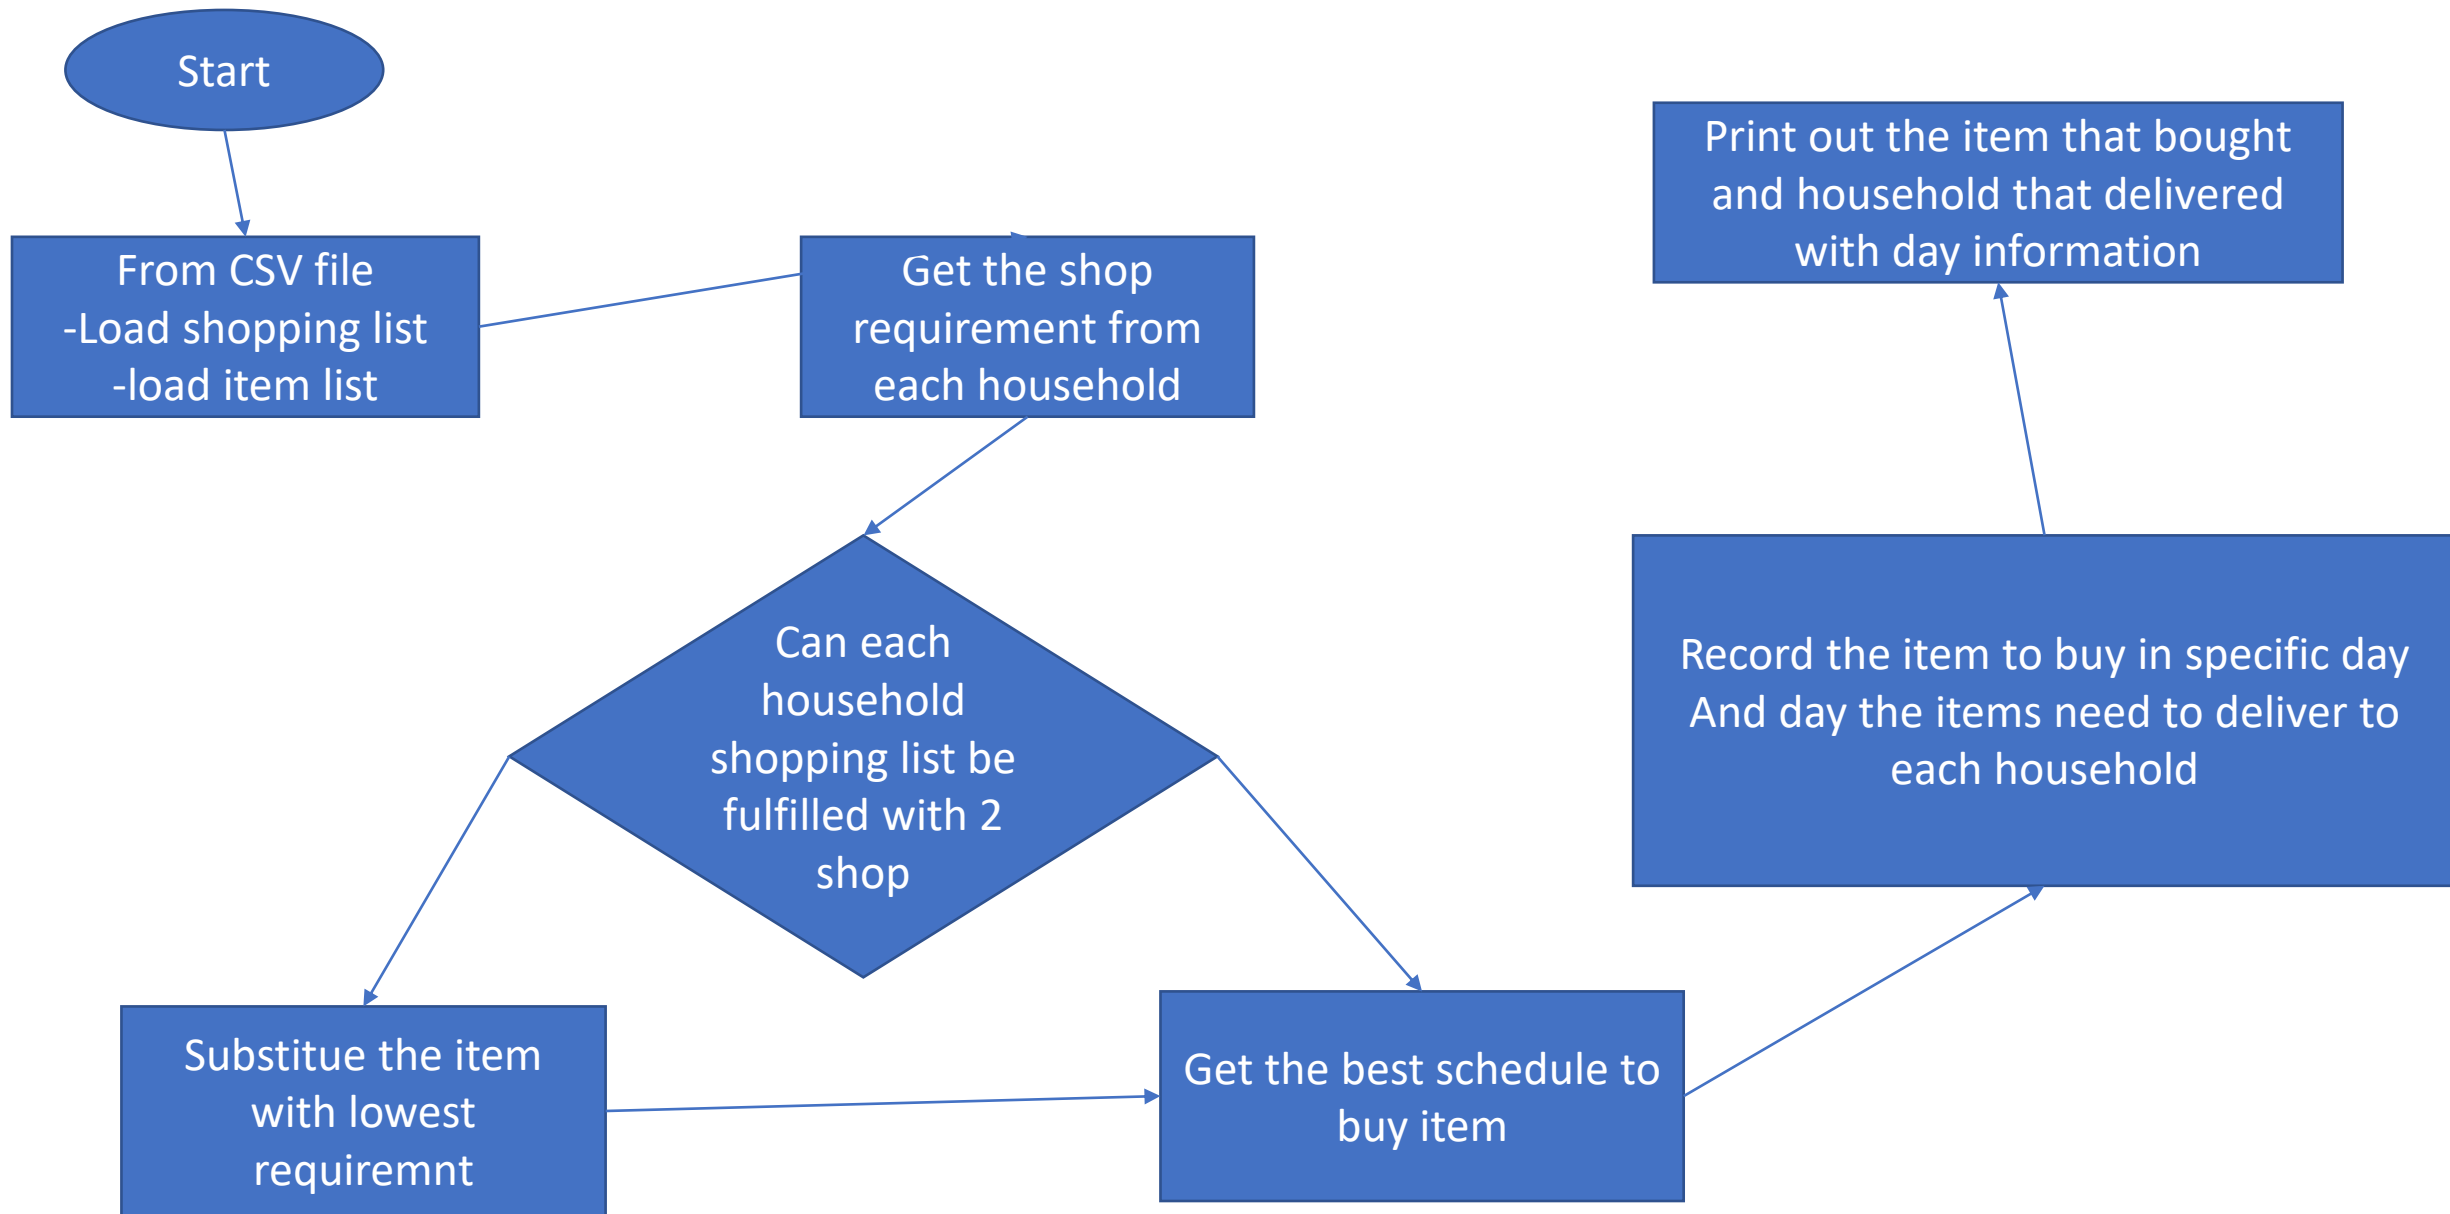 Start
From CSV file
-Load shopping list
-load item list
Get the shop
requirement from
each household
Can each
household
shopping list be
fulfilled with 2
shop
Substitue the item
with lowest
requiremnt
Get the best schedule to
buy item
Record the item to buy in specific day
And day the items need to deliver to
each household
Print out the item that bought
and household that delivered
with day information